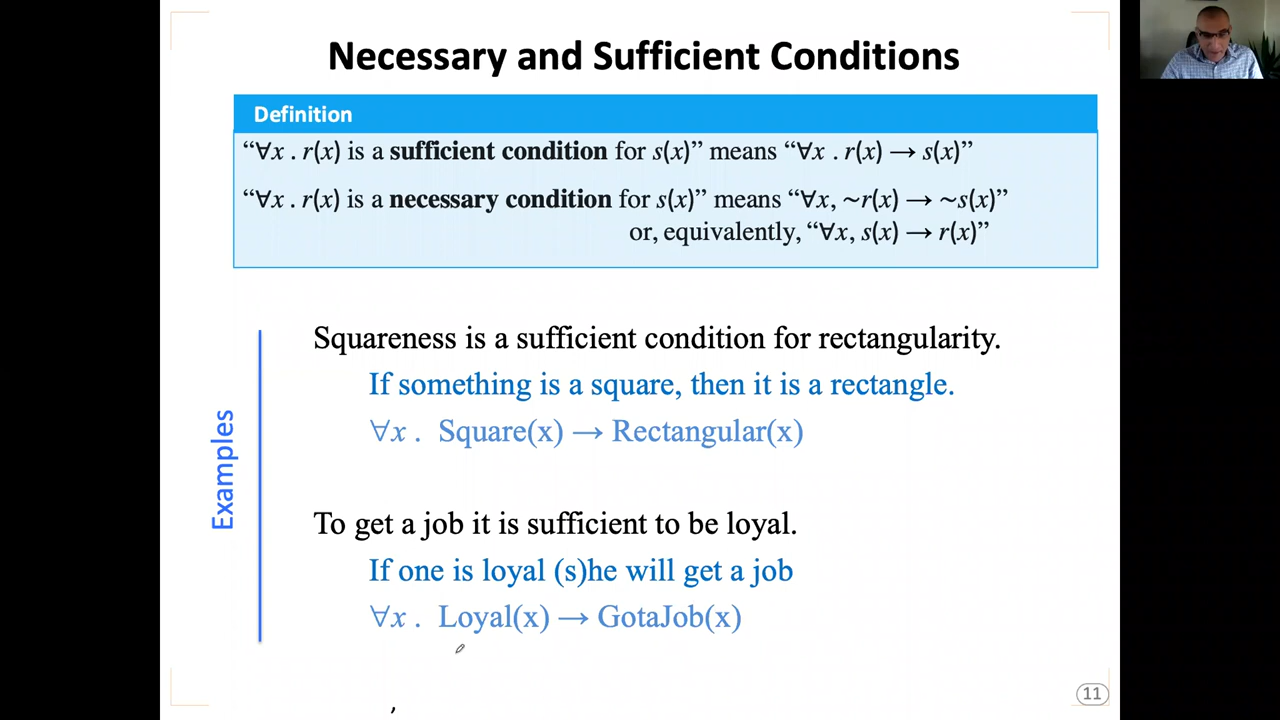 Necessary and Sufficient Conditions
Definition
“∀x . r(x) is a sufficient condition for s(x)” means “∀x . r(x) → s(x)”
“∀x . r(x) is a necessary condition for s(x)” means “∀x, ~r(x) → ~s(x)”
or, equivalently, “∀x, s(x) → r(x)”
Examples
Squareness is a sufficient condition for rectangularity.
If something is a square, then it is a rectangle.
∀x . Square(x) → Rectangular(x)
To get a job it is sufficient to be loyal.
If one is loyal (s)he will get a job
∀x . Loyal(x) → GotaJob(x)
,
11